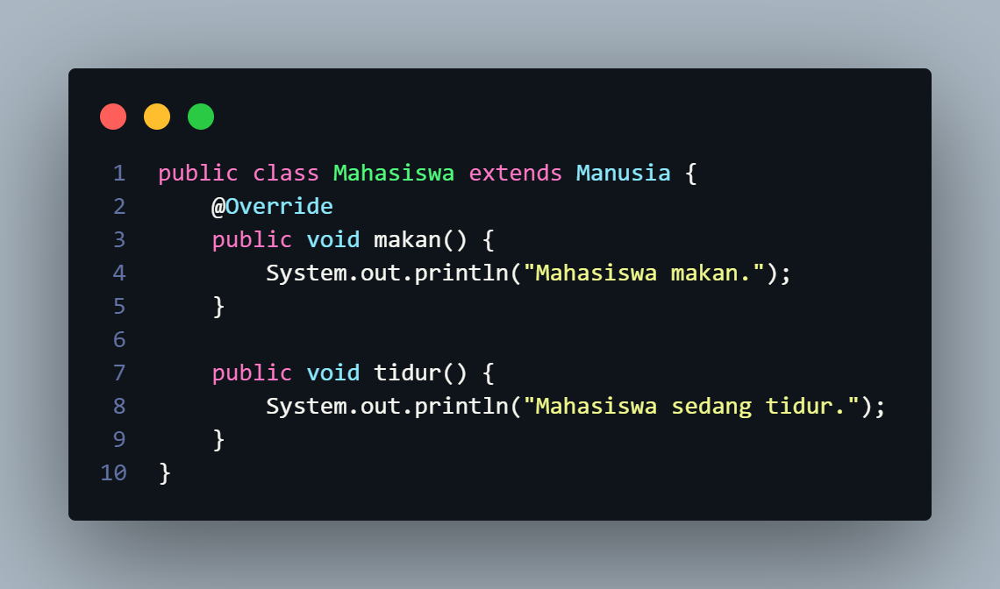 1 public class Mahasiswa extends Manusia {
2     @Override
3     public void makan() {
4         System.out.println("Mahasiswa makan.");
5     }
6
7     public void tidur() {
8         System.out.println("Mahasiswa sedang tidur.");
9     }
10 }